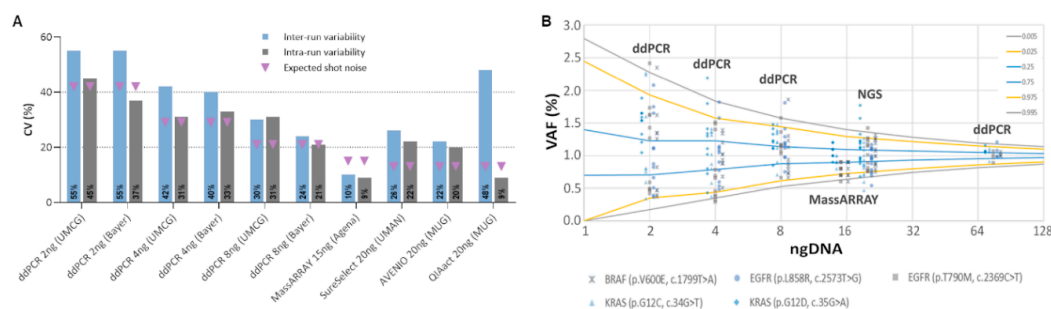 A
CV (%)
60
40
20
0
Inter-run variability
Intra-run variability
Expected shot noise
55%
45%
55%
37%
42%
31%
40%
33%
30%
31%
24%
21%
10%
9%
26%
22%
22%
20%
48%
9%
ddPCR 2ng (UMCG)
ddPCR 2ng (Bayer)
ddPCR 4ng (UMCG)
ddPCR 4ng (Bayer)
ddPCR 8ng (UMCG)
ddPCR 8ng (Bayer)
MassARRAY 15ng (Agena)
SureSelect 20ng (UMAN)
AVENIO 20ng (MUG)
QIAact 20ng (MUG)
B
VAF (%)
3.0
2.5
2.0
1.5
1.0
0.5
0.0
ddPCR
ddPCR
ddPCR
NGS
ddPCR
MassARRAY
0.005
0.025
0.25
0.75
0.975
0.995
1 2 4 8 16 32 64 128
ngDNA
BRAF (p.V600E, c.1799T>A)
EGFR (p.L858R, c.2573T>G)
EGFR (p.T790M, c.2369C>T)
KRAS (p.G12C, c.34G>T)
KRAS (p.G12D, c.35G>A)